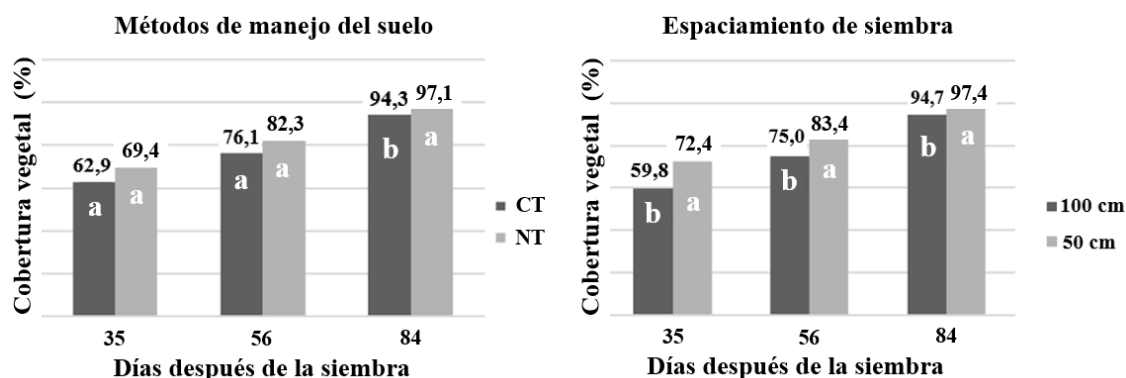 Métodos de manejo del suelo
Cobertura vegetal (%)
62,9 69,4 76,1 82,3 94,3 97,1
a a a a b a
CT
NT
35 56 84
Días después de la siembra
Espaciamiento de siembra
Cobertura vegetal (%)
59,8 72,4 75,0 83,4 94,7 97,4
b a b a b a
100 cm
50 cm
35 56 84
Días después de la siembra